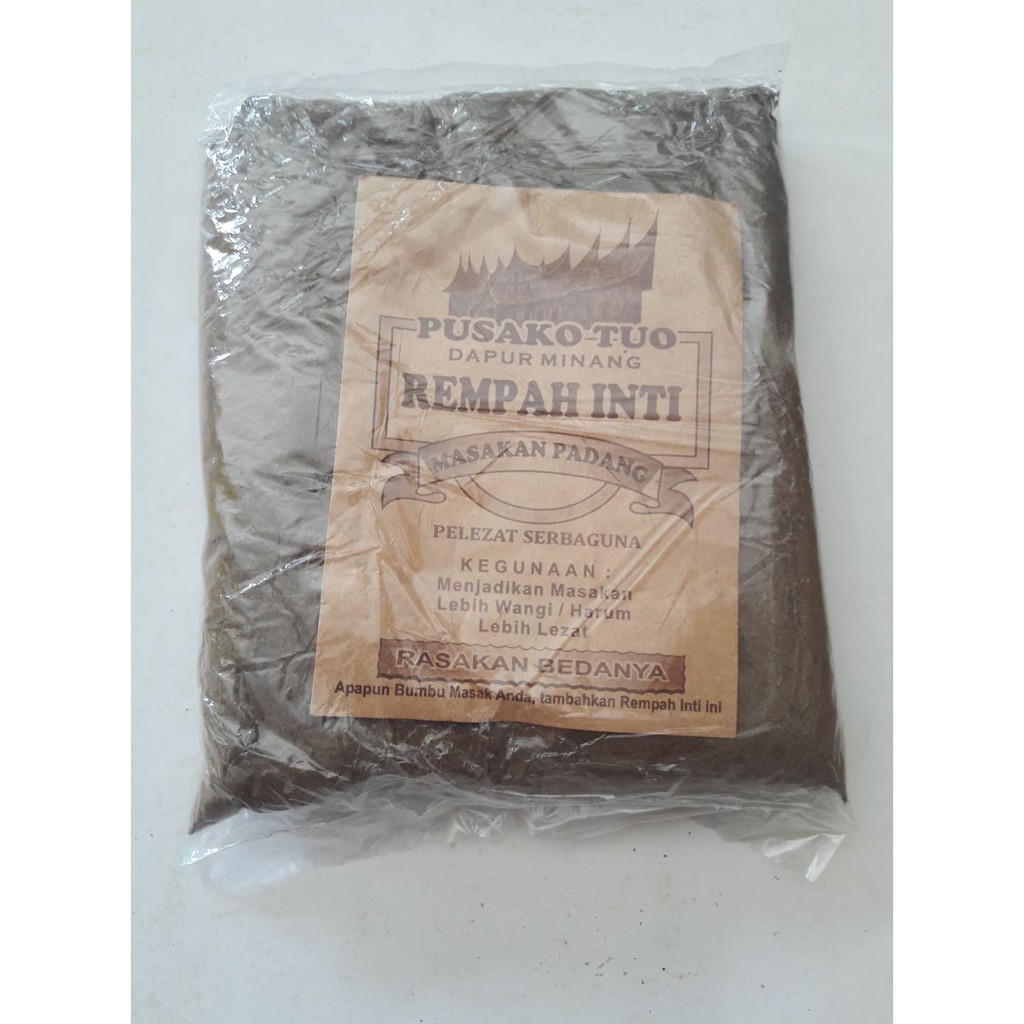 PUSAKO TUO
DAPUR MINANG
REMPAH INTI
MASAKAN PADANG
PELEZAT SERBAGUNA
KEGUNAAN :
Menjadikan Masakan
Lebih Wangi / Harum
Lebih Lezat
RASAKAN BEDANYA
Apapun Bumbu Masak Anda, tambahkan Rempah Inti ini